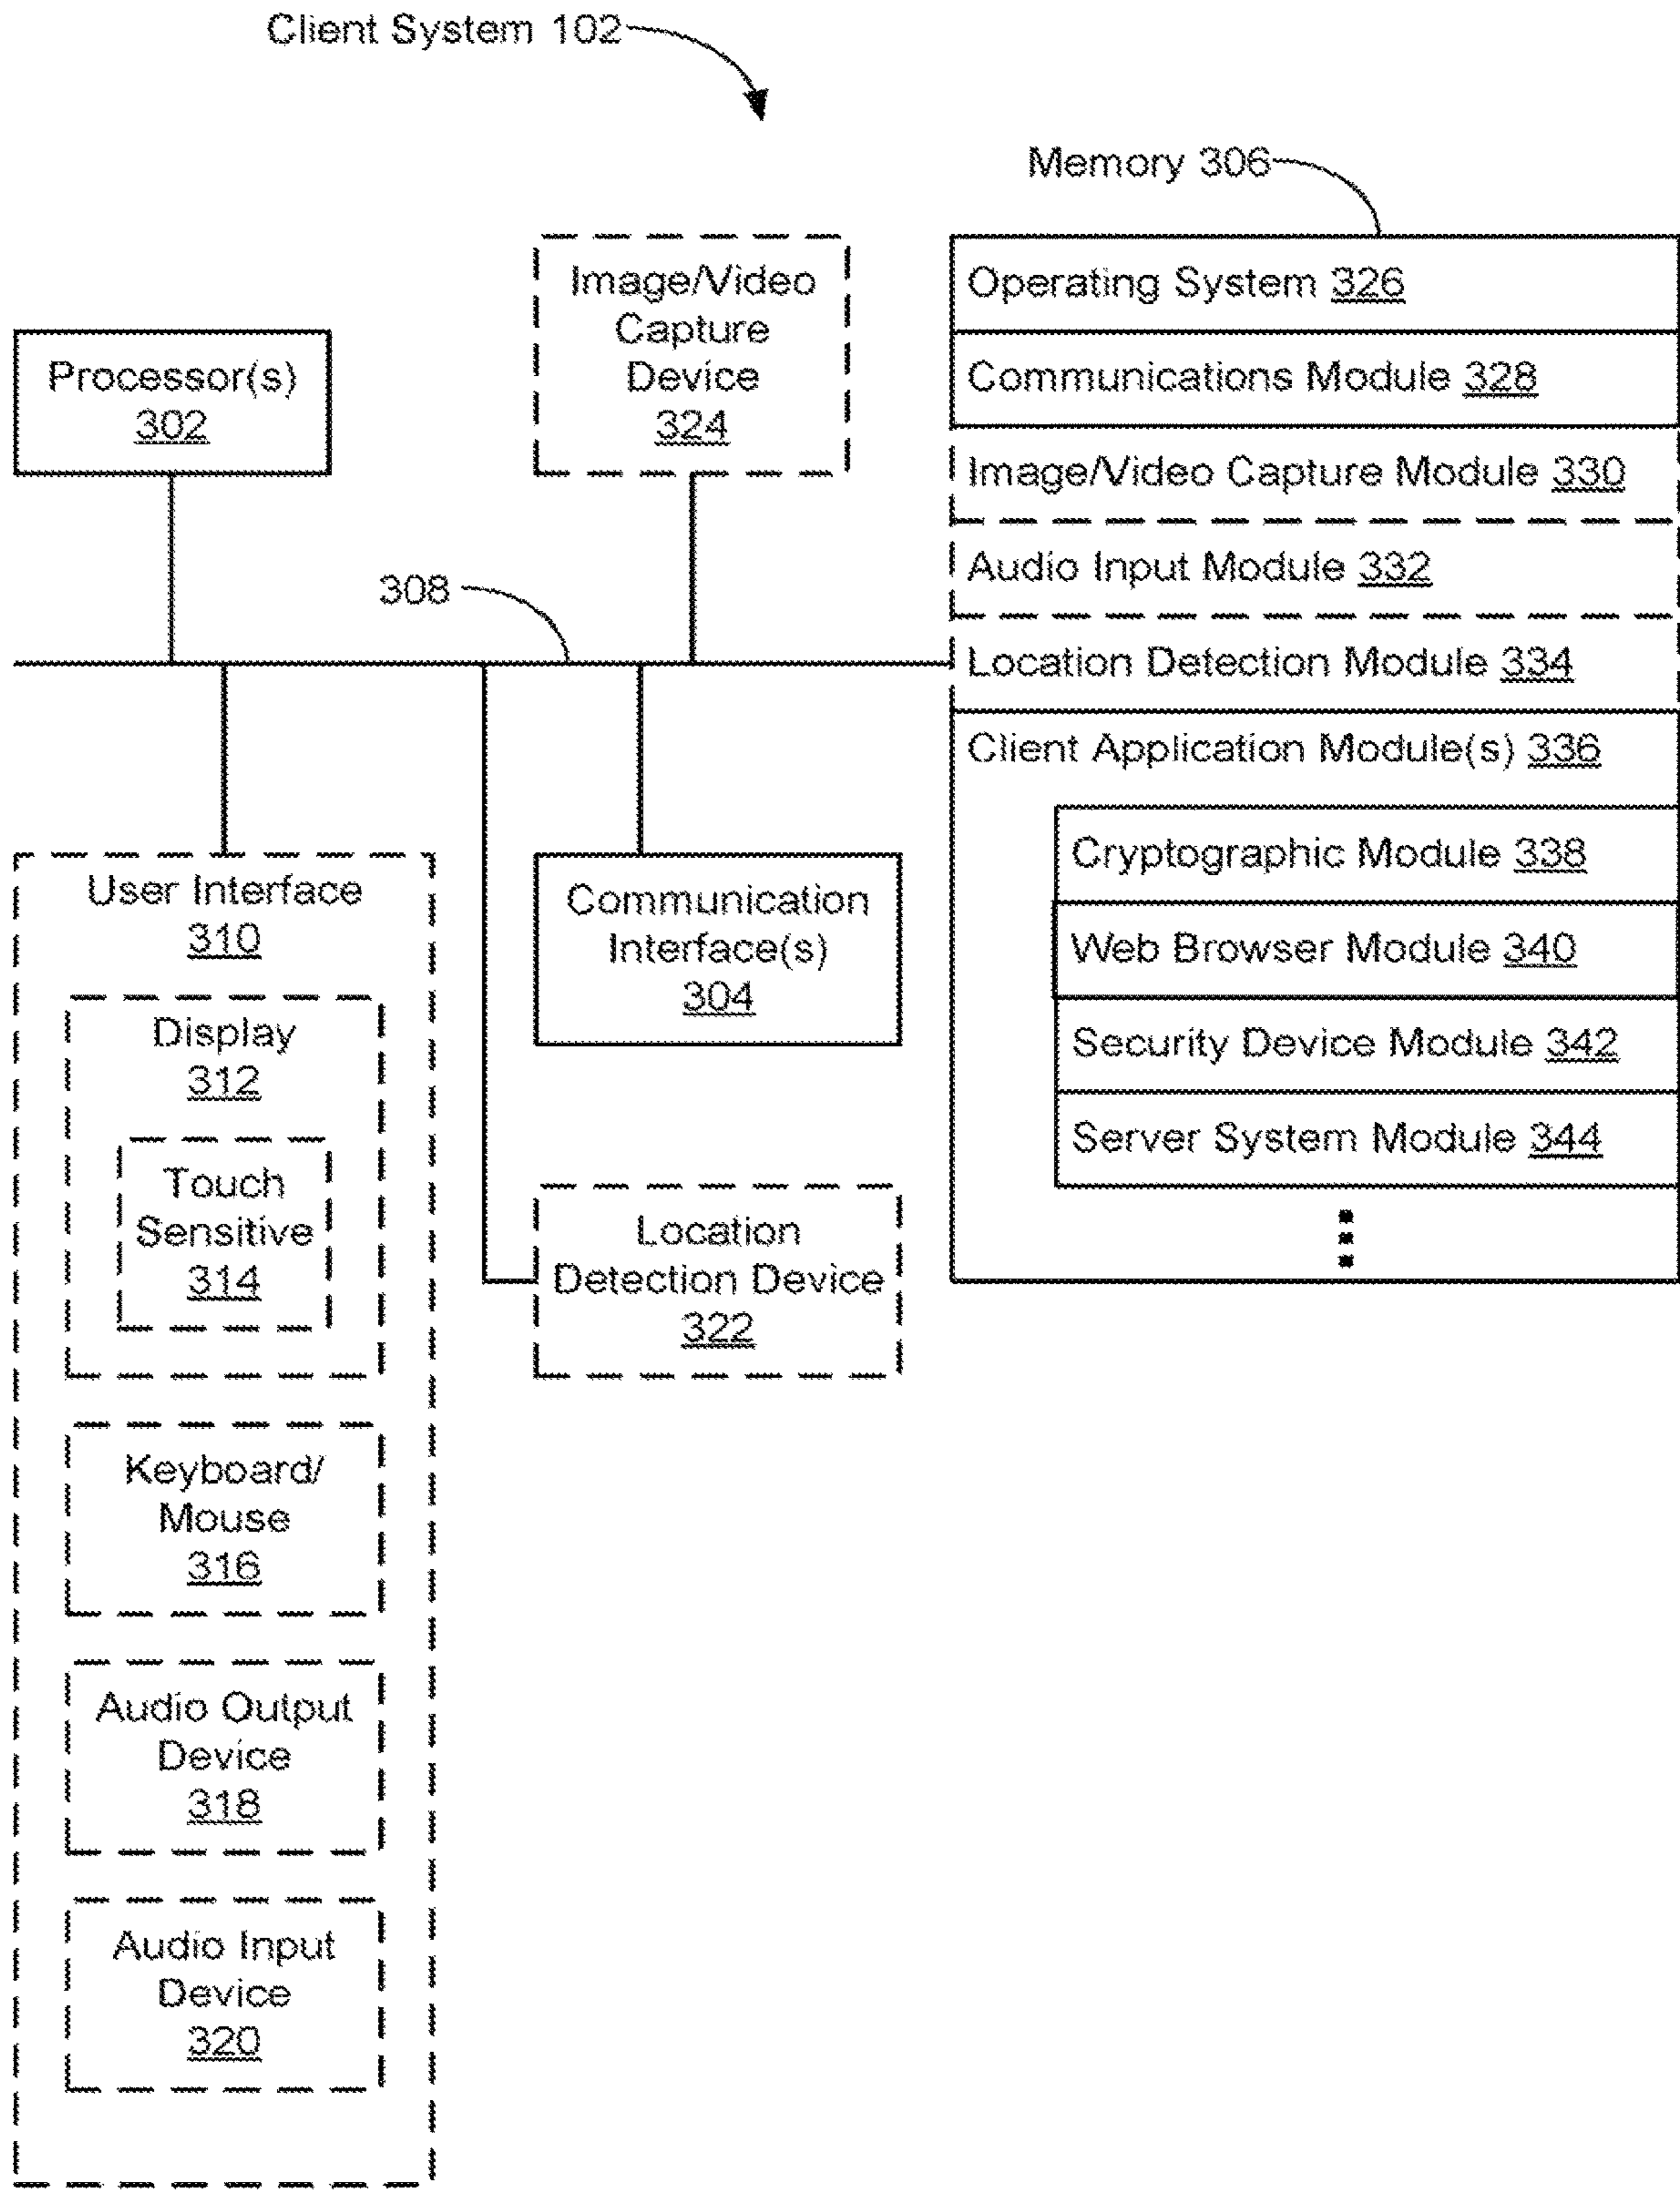 Client System 102
Memory 306
Processor(s)
302
Image/Video
Capture
Device
324
308
User Interface
310
Display
312
Touch
Sensitive
314
Keyboard/
Mouse
316
Audio Output
Device
318
Audio Input
Device
320
Communication
Interface(s)
304
Location
Detection Device
322
Operating System 326
Communications Module 328
Image/Video Capture Module 330
Audio Input Module 332
Location Detection Module 334
Client Application Module(s) 336
Cryptographic Module 338
Web Browser Module 340
Security Device Module 342
Server System Module 344